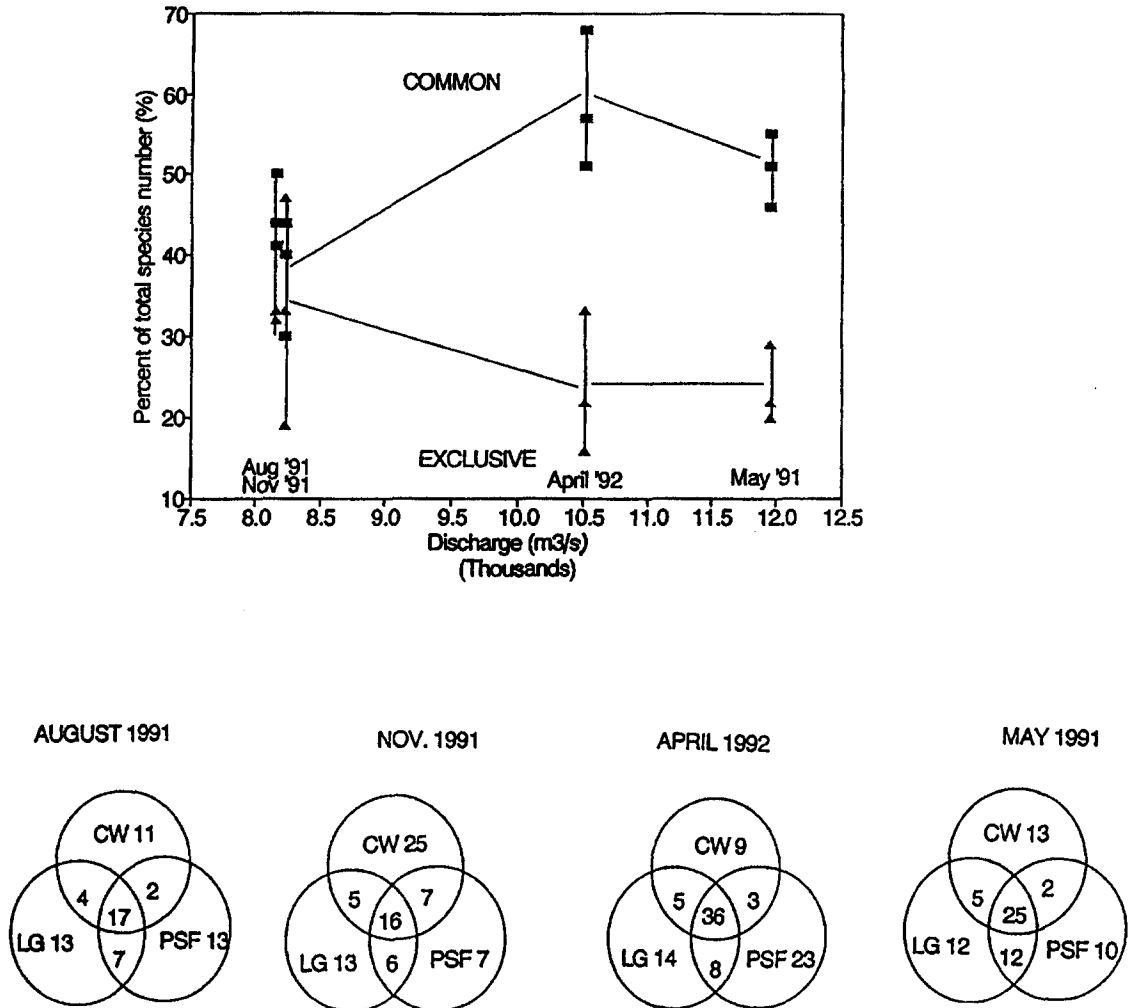 70
COMMON
60
50
40
30
20
10
Percent of total species number (%)
EXCLUSIVE
Aug '91
Nov '91
April '92
May '91
7.5 8.0 8.5 9.0 9.5 10.0 10.5 11.0 11.5 12.0 12.5
Discharge (m3/s)
(Thousands)
AUGUST 1991
CW 11
4 2
17
LG 13 PSF 13
7
NOV. 1991
CW 25
5 7
16
LG 13 PSF 7
6
APRIL 1992
CW 9
5 3
36
LG 14 PSF 23
8
MAY 1991
CW 13
5 2
25
LG 12 PSF 10
12